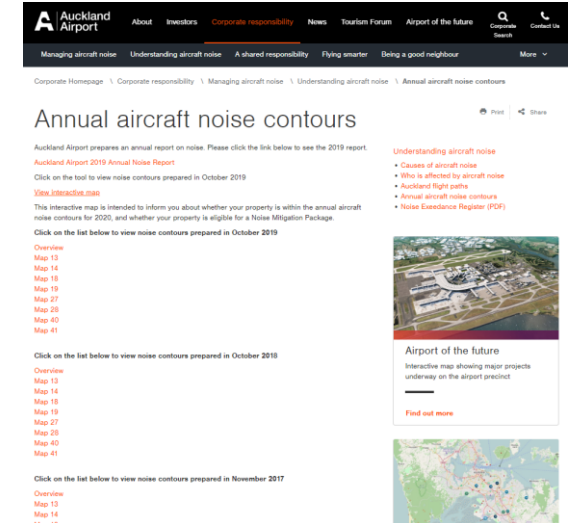 Auckland Airport
About Investors Corporate responsibility News Tourism Forum Airport of the future Corporate Search Contact Us
Managing aircraft noise Understanding aircraft noise A shared responsibility Flying smarter Being a good neighbour More
Corporate Homepage \ Corporate responsibility \ Managing aircraft noise \ Understanding aircraft noise \ Annual aircraft noise contours
Annual aircraft noise contours
Print Share
Auckland Airport prepares an annual report on noise. Please click the link below to see the 2019 report.
Auckland Airport 2019 Annual Noise Report
Click on the tool to view noise contours prepared in October 2019
View interactive map
This interactive map is intended to inform you about whether your property is within the annual aircraft
noise contours for 2020, and whether your property is eligible for a Noise Mitigation Package.
Click on the list below to view noise contours prepared in October 2019
Overview
Map 13
Map 14
Map 18
Map 19
Map 27
Map 28
Map 40
Map 41
Click on the list below to view noise contours prepared in October 2018
Overview
Map 13
Map 14
Map 18
Map 19
Map 27
Map 28
Map 40
Map 41
Click on the list below to view noise contours prepared in November 2017
Overview
Map 13
Map 14
Understanding aircraft noise
• Causes of aircraft noise
• Who is affected by aircraft noise
• Auckland flight paths
• Annual aircraft noise contours
• Noise Exeedance Register (PDF)
Airport of the future
Interactive map showing major projects
underway on the airport precinct
Find out more